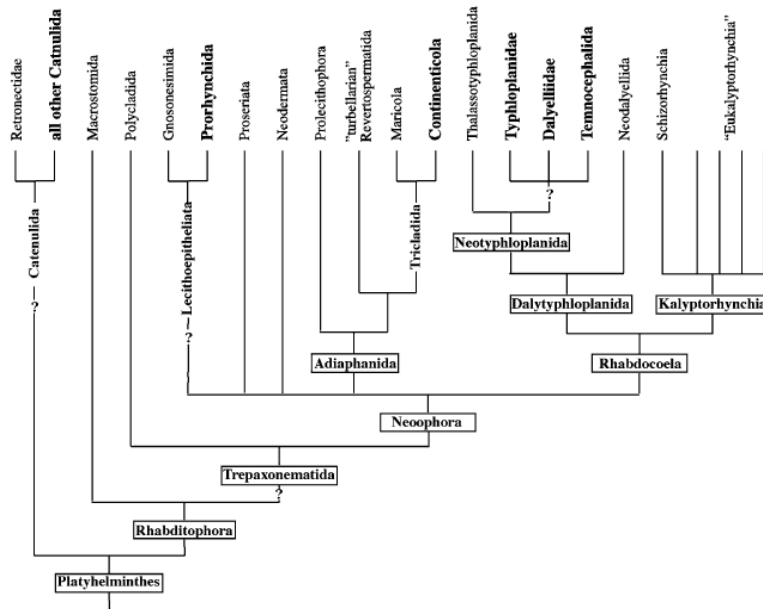 Retronectidae
all other Catnulida
Macrostomida
Polycladida
Gnosonesimida
Prorhynchida
Proseriata
Neodermata
Prolecithophora
"turbellarian"
Revertospermatida
Maricola
Continenticola
Thalassotyphloplanida
Typhloplanidae
Dalyelliidae
Temnocephalida
Neodalyellida
Schizorhynchia
"Eukalyptorhynchia"
?
Catenulida
Tricladida
Neotyphloplanida
Lecithoepitheliata
?
Dalytyphloplanida
Kalyptorhynchia
?
Adiaphanida
Rhabdocoela
Neoophora
Trepaxonematida
?
Rhabditophora
Platyhelminthes